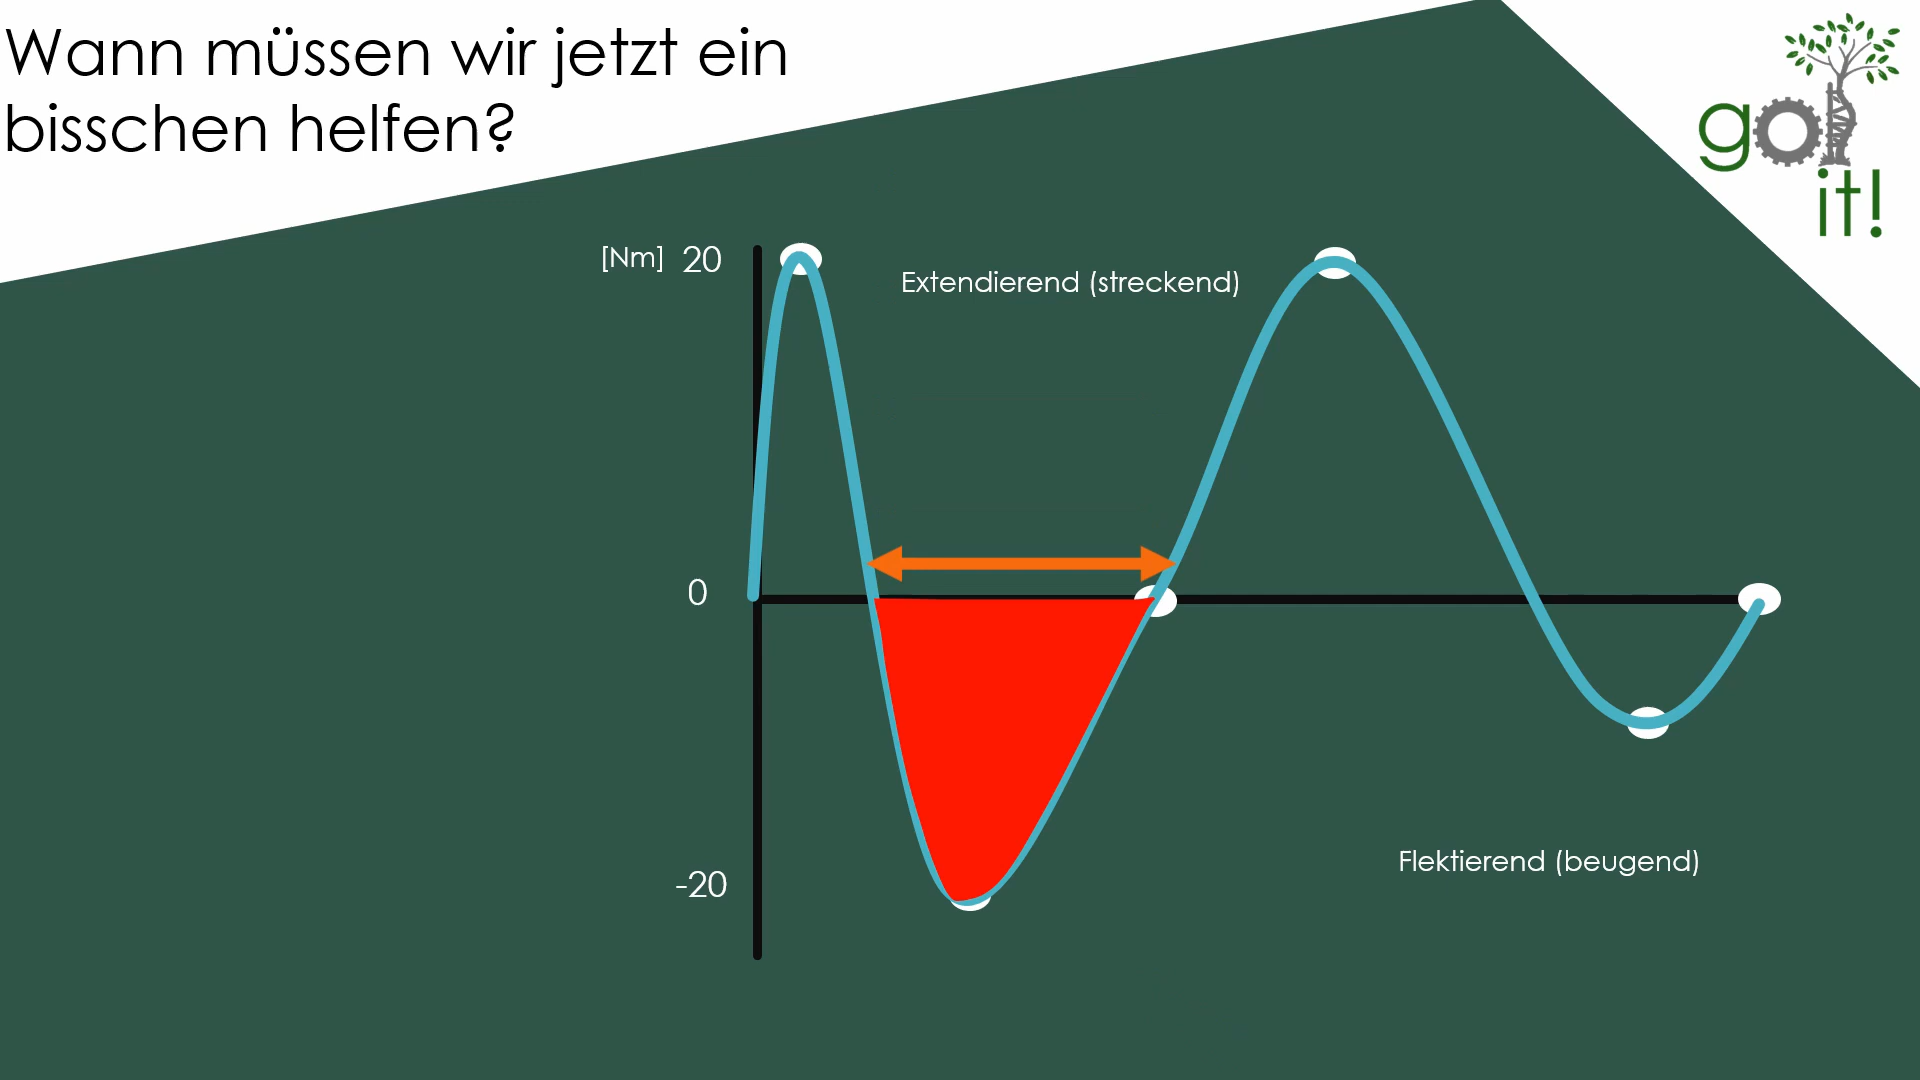 Wann müssen wir jetzt ein
bisschen helfen?
go
it!
[Nm] 20
Extendierend (streckend)
0
Flektierend (beugend)
-20